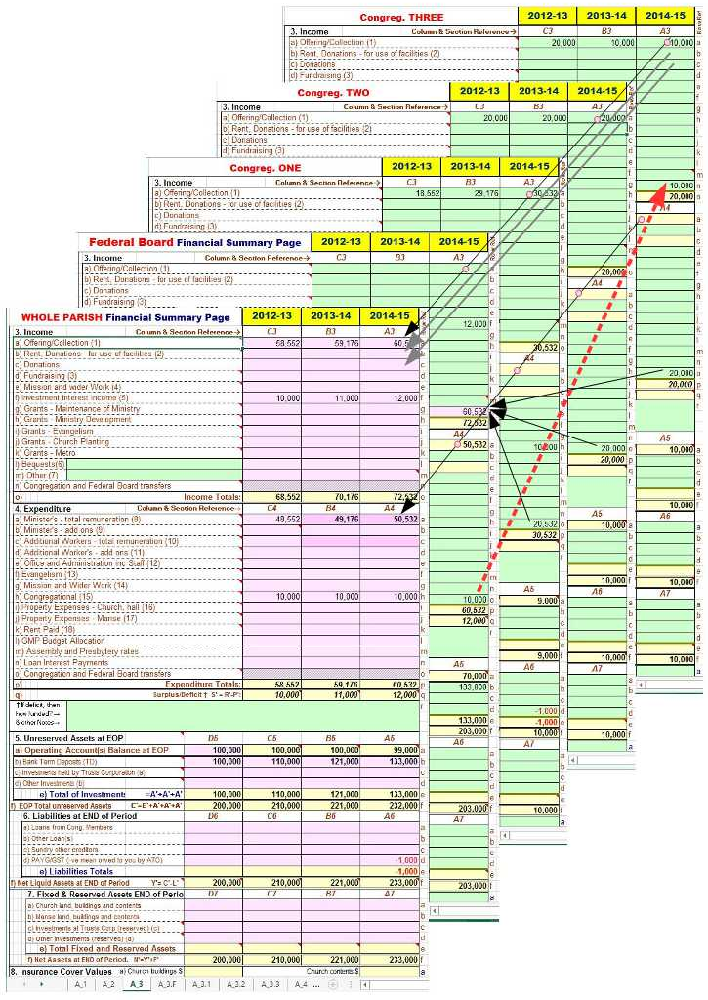 Congreg. THREE 2012-13 2013-14 2014-15
3. Income Column & Section Reference-> C3 B3 A3
a) Offering/Collection (1) 20,000 10,000 10,000 a
b) Rent, Donations - for use of facilities (2) b
c) Donations c
d) Fundraising (3) d
Congreg. TWO 2012-13 2013-14 2014-15
3. Income Column & Section Reference-> C3 B3 A3
a) Offering/Collection (1) 20,000 20,000 20,000 a
b) Rent, Donations - for use of facilities (2) b
c) Donations c
d) Fundraising (3) d
Congreg. ONE 2012-13 2013-14 2014-15
3. Income Column & Section Reference-> C3 B3 A3
a) Offering/Collection (1) 18,552 29,176 30,532 a
b) Rent, Donations - for use of facilities (2) b
c) Donations c
d) Fundraising (3) d
Federal Board Financial Summary Page 2012-13 2013-14 2014-15
3. Income Column & Section Reference-> C3 B3 A3
a) Offering/Collection (1) a
b) Rent, Donations - for use of facilities (2) b
c) Donations c
d) Fundraising (3) d
WHOLE PARISH Financial Summary Page 2012-13 2013-14 2014-15
3. Income Column & Section Reference-> C3 B3 A3
a) Offering/Collection (1) 58,552 59,176
b) Rent, Donations - for use of facilities (2)
c) Donations
d) Fundraising (3)
e) Mission and wider Work (4)
f) Investment interest income (5) 10,000 11,000 12,000
g) Grants - Maintenance of Ministry
h) Grants - Ministry Development
i) Grants - Evangelism
j) Grants - Church Planting
k) Grants - Metro
l) Bequests(6)
m) Other (7)
n) Congregation and Federal Board transfers
o) Income Totals: 68,552 70,176 72,532
4. Expenditure Column & Section Reference-> C4 B4 A4
a) Minister's - total remuneration (8) 48,552 49,176 50,532
b) Minister's - add ons (9)
c) Additional Workers - total remuneration (10)
d) Additional Worker's - add ons (11)
e) Office and Administration inc Staff (12)
f) Evangelism (13)
g) Mission and Wider Work (14)
h) Congregational (15) 10,000 10,000 10,000
i) Property Expenses - Church, hall (16)
j) Property Expenses - Manse (17)
k) Rent Paid (18)
l) GMP Budget Allocation
m) Assembly and Presbytery rates
n) Loan Interest Payments
o) Congregation and Federal Board transfers
p) Expenditure Totals: 58,552 59,176 60,532
q) Surplus/Deficit ↑ S' = R'-P': 10,000 11,000 12,000
↑ If deficit, then
how funded?->
& other Notes->
5. Unreserved Assets at EOP D5 C5 B5 A5
a) Operating Account(s) Balance at EOP 100,000 100,000 100,000 99,000
b) Bank Term Deposits (TD) 100,000 110,000 121,000 133,000
c) Investments held by Trusts Corporation (a)
d) Other Investments (b)
e) Total of Investments =A'+A'+A' 100,000 110,000 121,000 133,000
f) EOP Total unreserved Assets C'=B'+A'+A'+A' 200,000 210,000 221,000 232,000
6. Liabilities at END of Period D6 C6 B6 A6
a) Loans from Cong. Members
b) Other Loan(s)
c) Sundry other creditors
d) PAYG/GST (-ve mean owed to you by ATO) -1,000
e) Liabilities Totals -1,000
f) Net Liquid Assets at END of Period Y'= C'-L' 200,000 210,000 221,000 233,000
7. Fixed & Reserved Assets END of Perio D7 C7 B7 A7
a) Church land, buildings and contents
b) Manse land, buildings and contents
c) Investments at Trusts Corp (reserved) (c)
d) Other Investments (reserved) (d)
e) Total Fixed and Reserved Assets
f) Net Assets at END of Period. N'=Y'+F' 200,000 210,000 221,000 233,000
8. Insurance Cover Values a) Church buildings $ Church contents $
A_1 A_2 A_3 A_3.F A_3.1 A_3.2 A_3.3 A_4 ...
12,000
60,532
72,532
A4
50,532
10,000
60,532
12,000
A5
70,000
133,000
133,000
203,000
A6
203,000
A7
203,000
30,532
A4
20,532
30,532
A5
9,000
9,000
A6
-1,000
-1,000
10,000
A7
10,000
20,000
A4
20,000
20,000
A5
10,000
10,000
A6
10,000
A7
10,000
10,000
20,000
20,000
20,000
A5
10,000
10,000
A6
10,000
A7
10,000